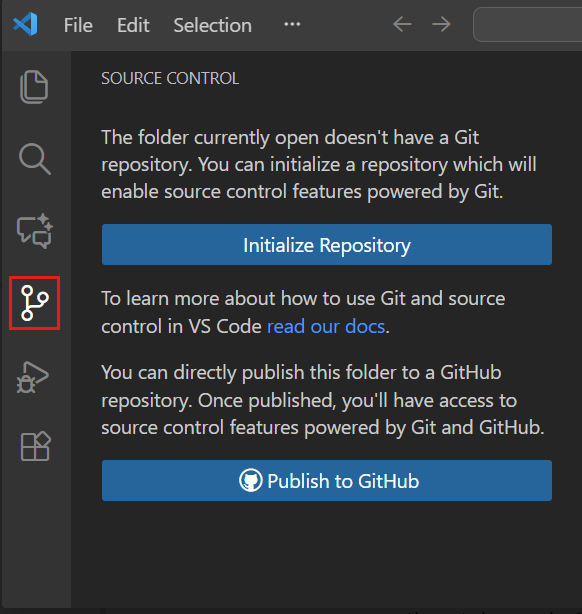 File Edit Selection ...
SOURCE CONTROL
The folder currently open doesn't have a Git
repository. You can initialize a repository which will
enable source control features powered by Git.
Initialize Repository
To learn more about how to use Git and source
control in VS Code read our docs.
You can directly publish this folder to a GitHub
repository. Once published, you'll have access to
source control features powered by Git and GitHub.
Publish to GitHub